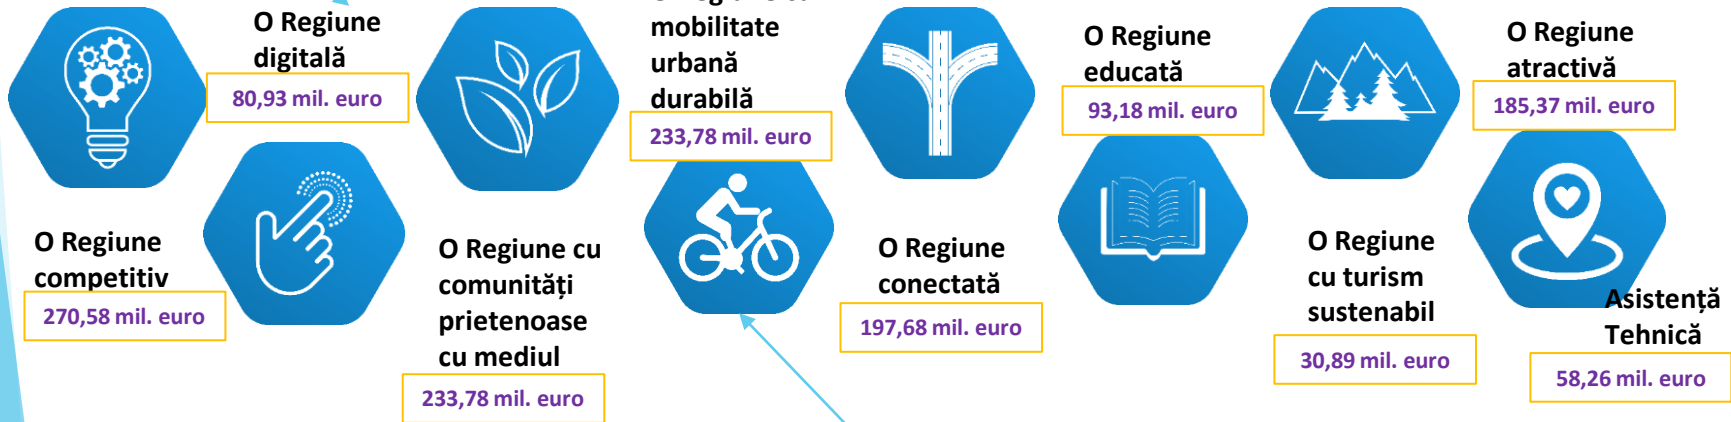 O Regiune
digitală
80,93 mil. euro
O Regiune
competitiv
270,58 mil. euro
O Regiune cu
comunități
prietenoase
cu mediul
233,78 mil. euro
mobilitate
urbană
durabilă
233,78 mil. euro
O Regiune
conectată
197,68 mil. euro
O Regiune
educată
93,18 mil. euro
O Regiune
cu turism
sustenabil
30,89 mil. euro
O Regiune
atractivă
185,37 mil. euro
Asistență
Tehnică
58,26 mil. euro